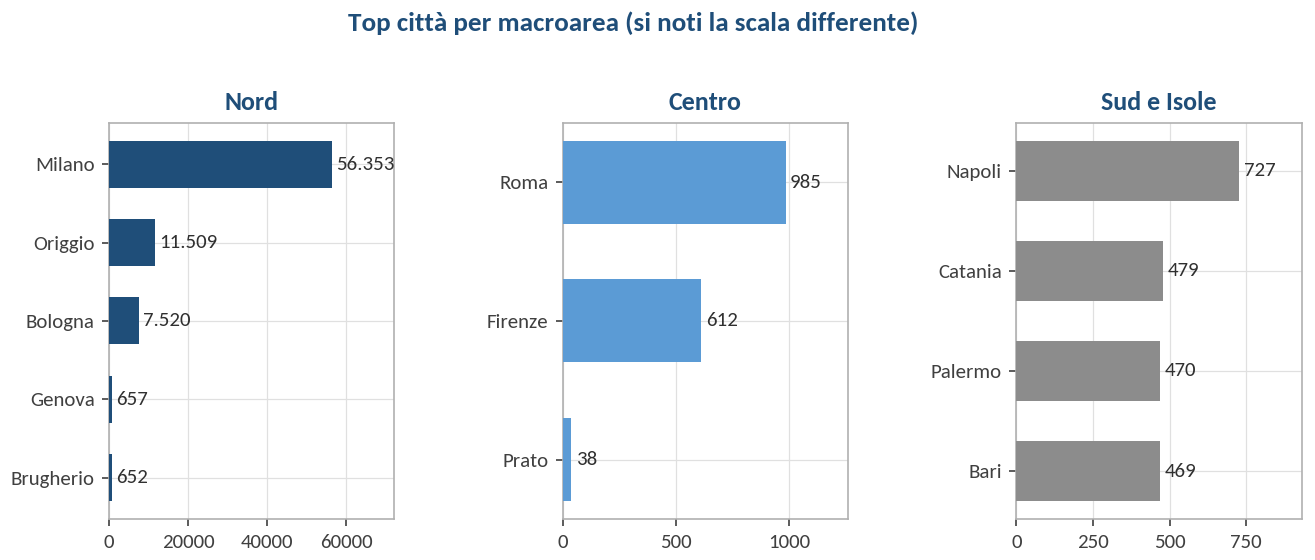 Top città per macroarea (si noti la scala differente)
Nord
Milano 56.353
Origgio 11.509
Bologna 7.520
Genova 657
Brugherio 652
0 20000 40000 60000
Centro
Roma 985
Firenze 612
Prato 38
0 500 1000
Sud e Isole
Napoli 727
Catania 479
Palermo 470
Bari 469
0 250 500 750